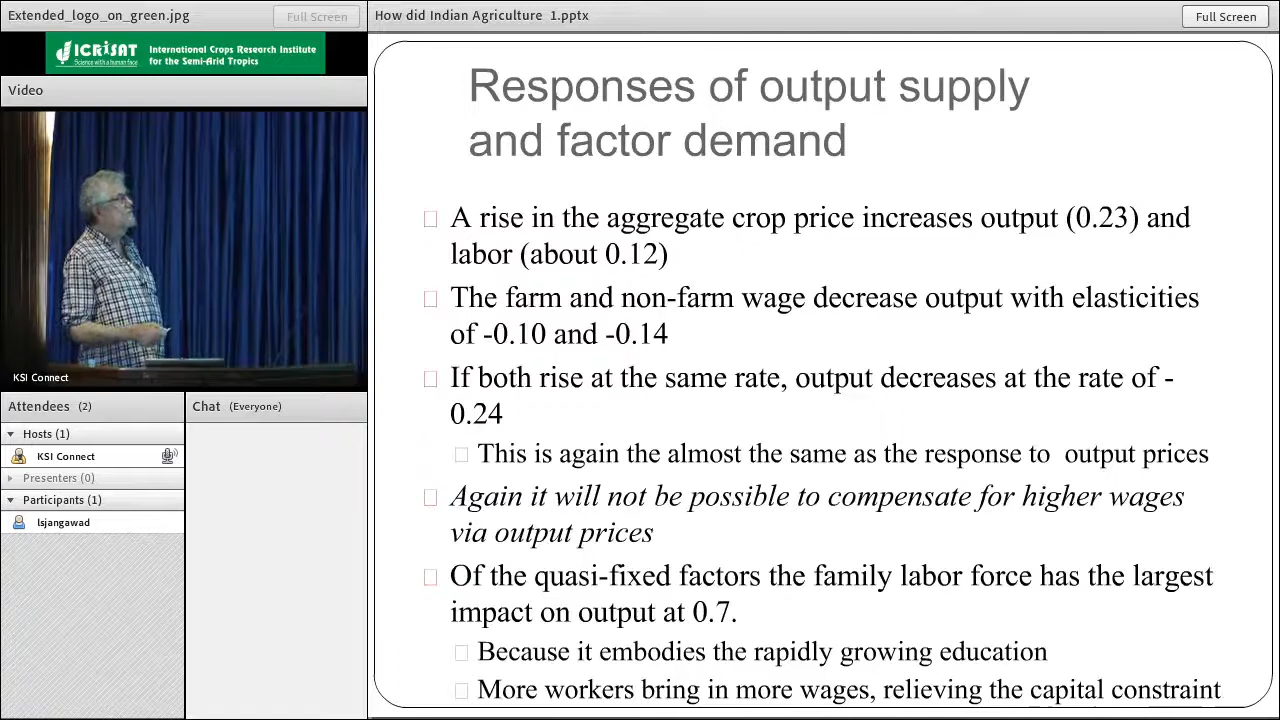 Extended_logo_on_green.jpg
Full Screen
ICRISAT
Science with a human face
International Crops Research Institute
for the Semi-Arid Tropics
Video
KSI Connect
Attendees (2)
Hosts (1)
KSI Connect
Presenters (0)
Participants (1)
lsjangawad
Chat (Everyone)
How did Indian Agriculture 1.pptx
Full Screen
Responses of output supply
and factor demand
A rise in the aggregate crop price increases output (0.23) and
labor (about 0.12)
The farm and non-farm wage decrease output with elasticities
of -0.10 and -0.14
If both rise at the same rate, output decreases at the rate of -
0.24
This is again the almost the same as the response to output prices
Again it will not be possible to compensate for higher wages
via output prices
Of the quasi-fixed factors the family labor force has the largest
impact on output at 0.7.
Because it embodies the rapidly growing education
More workers bring in more wages, relieving the capital constraint